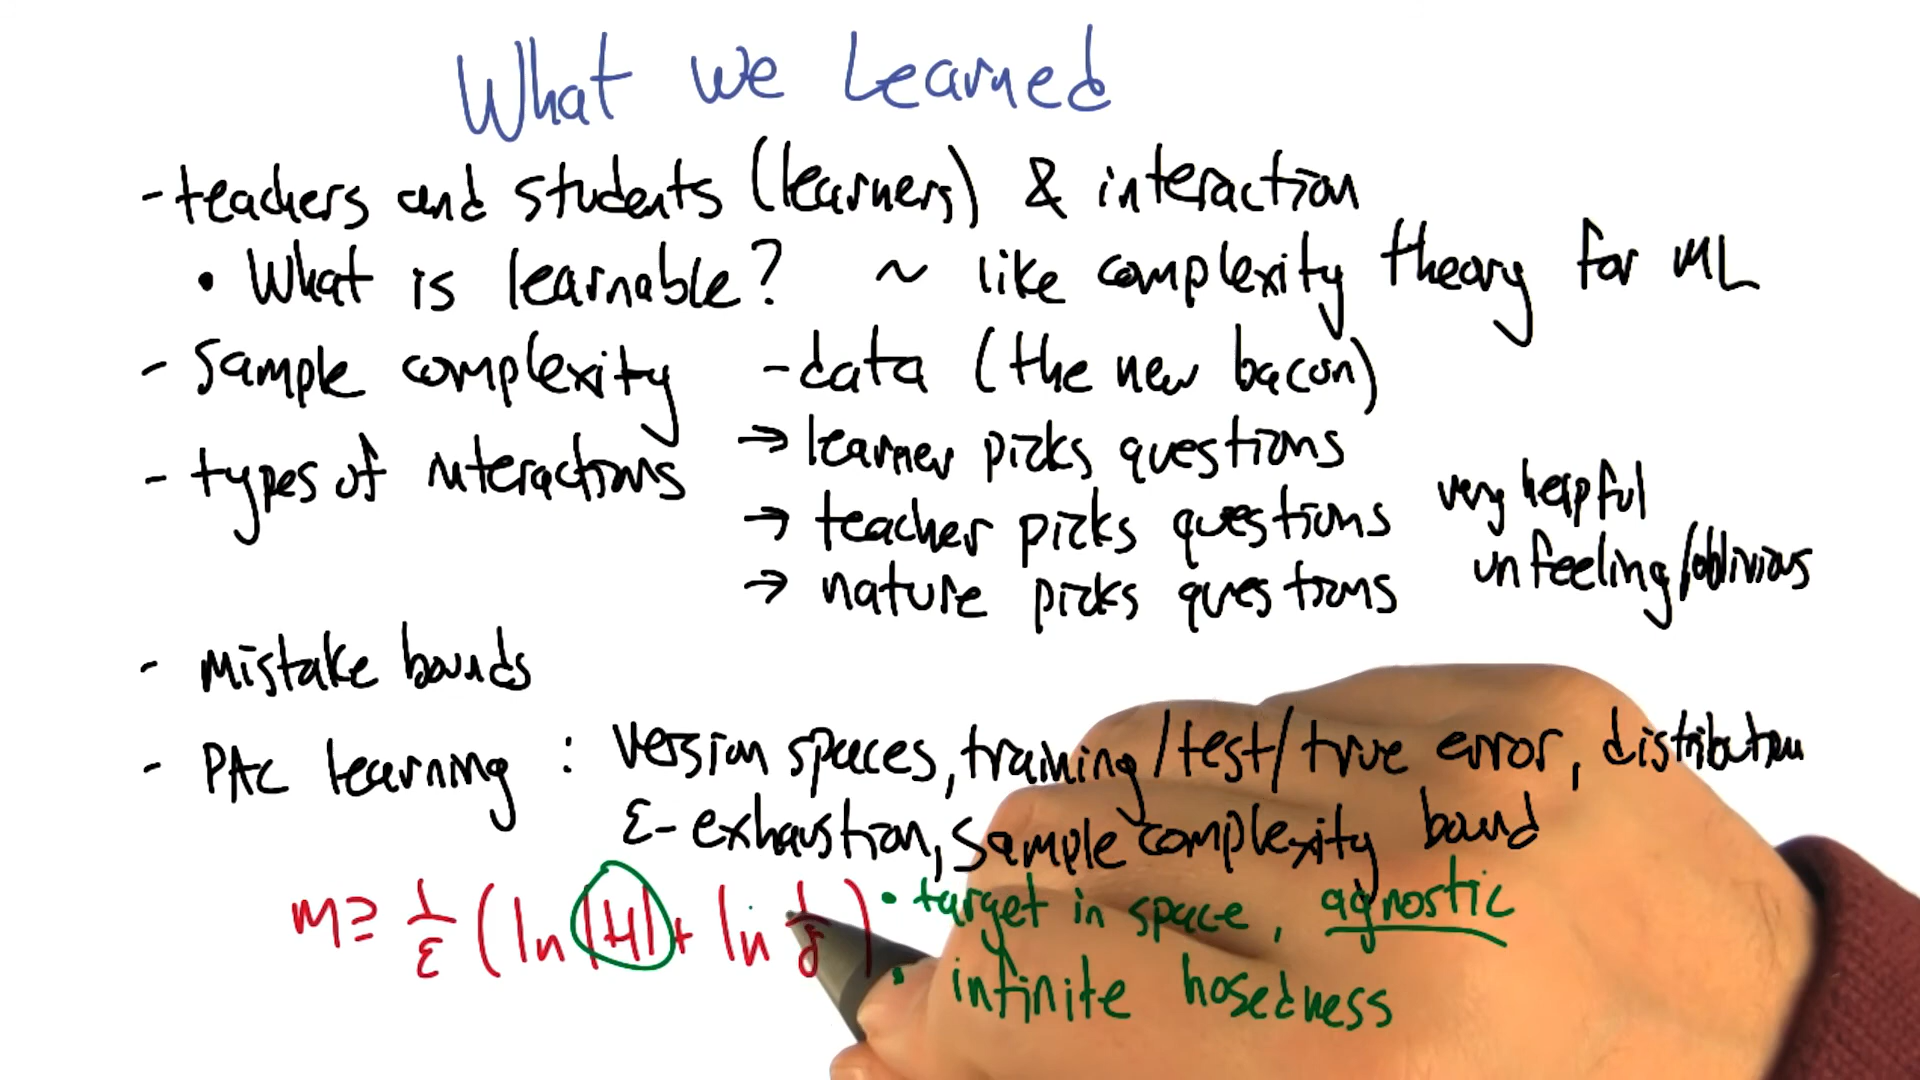 What we Learned
- teachers and students (learners) & interaction
• What is learnable? ~ like complexity theory for ML
- Sample complexity - data (the new bacon)
- types of interactions → learner picks questions
→ teacher picks questions very helpful
→ nature picks questions unfeeling/oblivious
- Mistake bounds
- PAC learning : version spaces, training/test/true error, distribution
ε-exhaustion, sample complexity bound
m ≥ 1/ε (ln |H| + ln 1/δ) • target in space, agnostic
• infinite hosedness